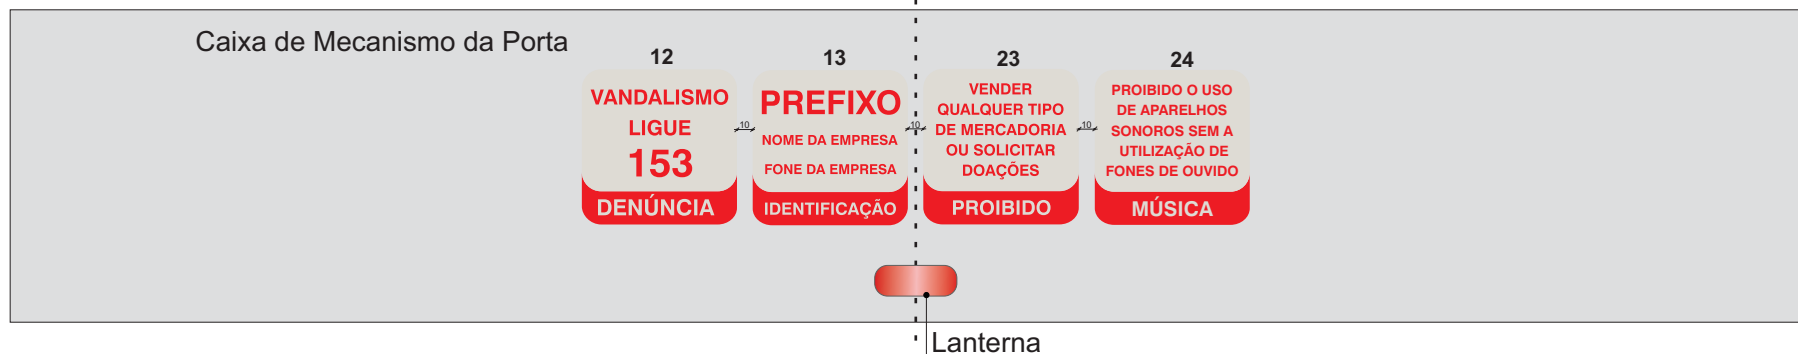 Caixa de Mecanismo da Porta
12
VANDALISMO
LIGUE
153
DENÚNCIA
10
13
PREFIXO
NOME DA EMPRESA
FONE DA EMPRESA
IDENTIFICAÇÃO
10
23
VENDER
QUALQUER TIPO
DE MERCADORIA
OU SOLICITAR
DOAÇÕES
PROIBIDO
10
24
PROIBIDO O USO
DE APARELHOS
SONOROS SEM A
UTILIZAÇÃO DE
FONES DE OUVIDO
MÚSICA
Lanterna